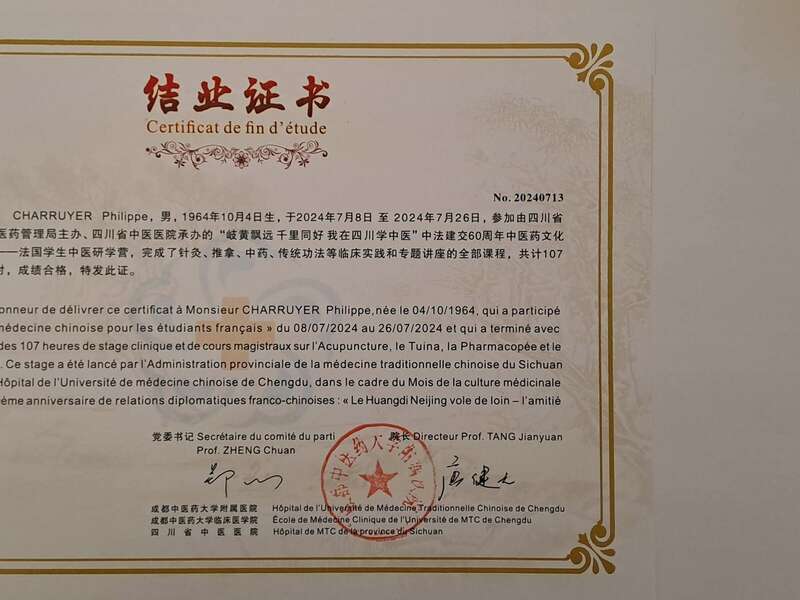 结业证书
Certificat de fin d'étude
No. 20240713
CHARRUYER Philippe，男，1964年10月4日生，于2024年7月8日 至 2024年7月26日，参加由四川省
医药管理局主办、四川省中医医院承办的“岐黄飘远 千里同好 我在四川学中医”中法建交60周年中医药文化
——法国学生中医研学营，完成了针灸、推拿、中药、传统功法等临床实践和专题讲座的全部课程，共计107
时，成绩合格，特发此证。
onneur de délivrer ce certificat à Monsieur CHARRUYER Philippe,née le 04/10/1964, qui a participé
médecine chinoise pour les étudiants français » du 08/07/2024 au 26/07/2024 et qui a terminé avec
des 107 heures de stage clinique et de cours magistraux sur l'Acupuncture, le Tuina, la Pharmacopée et le
. Ce stage a été lancé par l'Administration provinciale de la médecine traditionnelle chinoise du Sichuan
Hôpital de l'Université de médecine chinoise de Chengdu, dans le cadre du Mois de la culture médicinale
ème anniversaire de relations diplomatiques franco-chinoises : « Le Huangdi Neijing vole de loin – l'amitié
党委书记 Secrétaire du comité du parti 院长 Directeur Prof. TANG Jianyuan
Prof. ZHENG Chuan
成都中医药大学附属医院 Hôpital de l'Université de Médecine Traditionnelle Chinoise de Chengdu
成都中医药大学临床医学院 École de Médecine Clinique de l'Université de MTC de Chengdu
四川省中医医院 Hôpital de MTC de la province du Sichuan